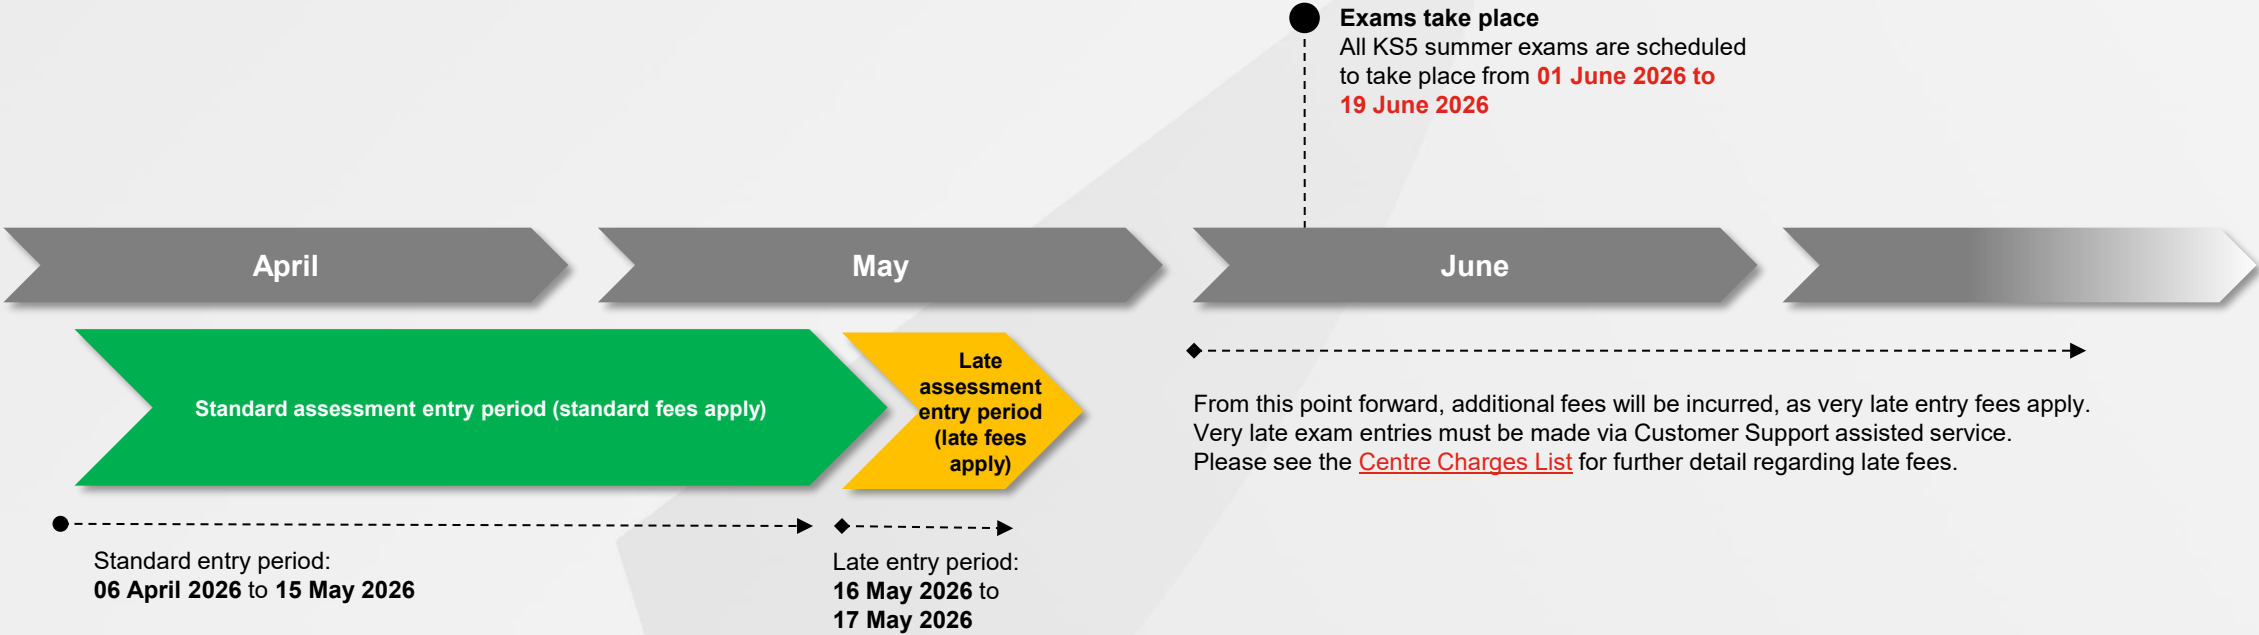 Exams take place
All KS5 summer exams are scheduled
to take place from 01 June 2026 to
19 June 2026
April
May
June
Standard assessment entry period (standard fees apply)
Late
assessment
entry period
(late fees
apply)
From this point forward, additional fees will be incurred, as very late entry fees apply.
Very late exam entries must be made via Customer Support assisted service.
Please see the Centre Charges List for further detail regarding late fees.
Standard entry period:
06 April 2026 to 15 May 2026
Late entry period:
16 May 2026 to
17 May 2026